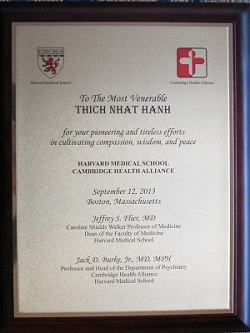 Harvard Medical School
Cambridge Health Alliance
To The Most Venerable
THICH NHAT HANH
for your pioneering and tireless efforts
in cultivating compassion, wisdom, and peace
HARVARD MEDICAL SCHOOL
CAMBRIDGE HEALTH ALLIANCE
September 12, 2013
Boston, Massachusetts
Jeffrey S. Flier, MD
Caroline Shields Walker Professor of Medicine
Dean of the Faculty of Medicine
Harvard Medical School
Jack D. Burke, Jr., MD, MPH
Professor and Head of the Department of Psychiatry
Cambridge Health Alliance
Harvard Medical School